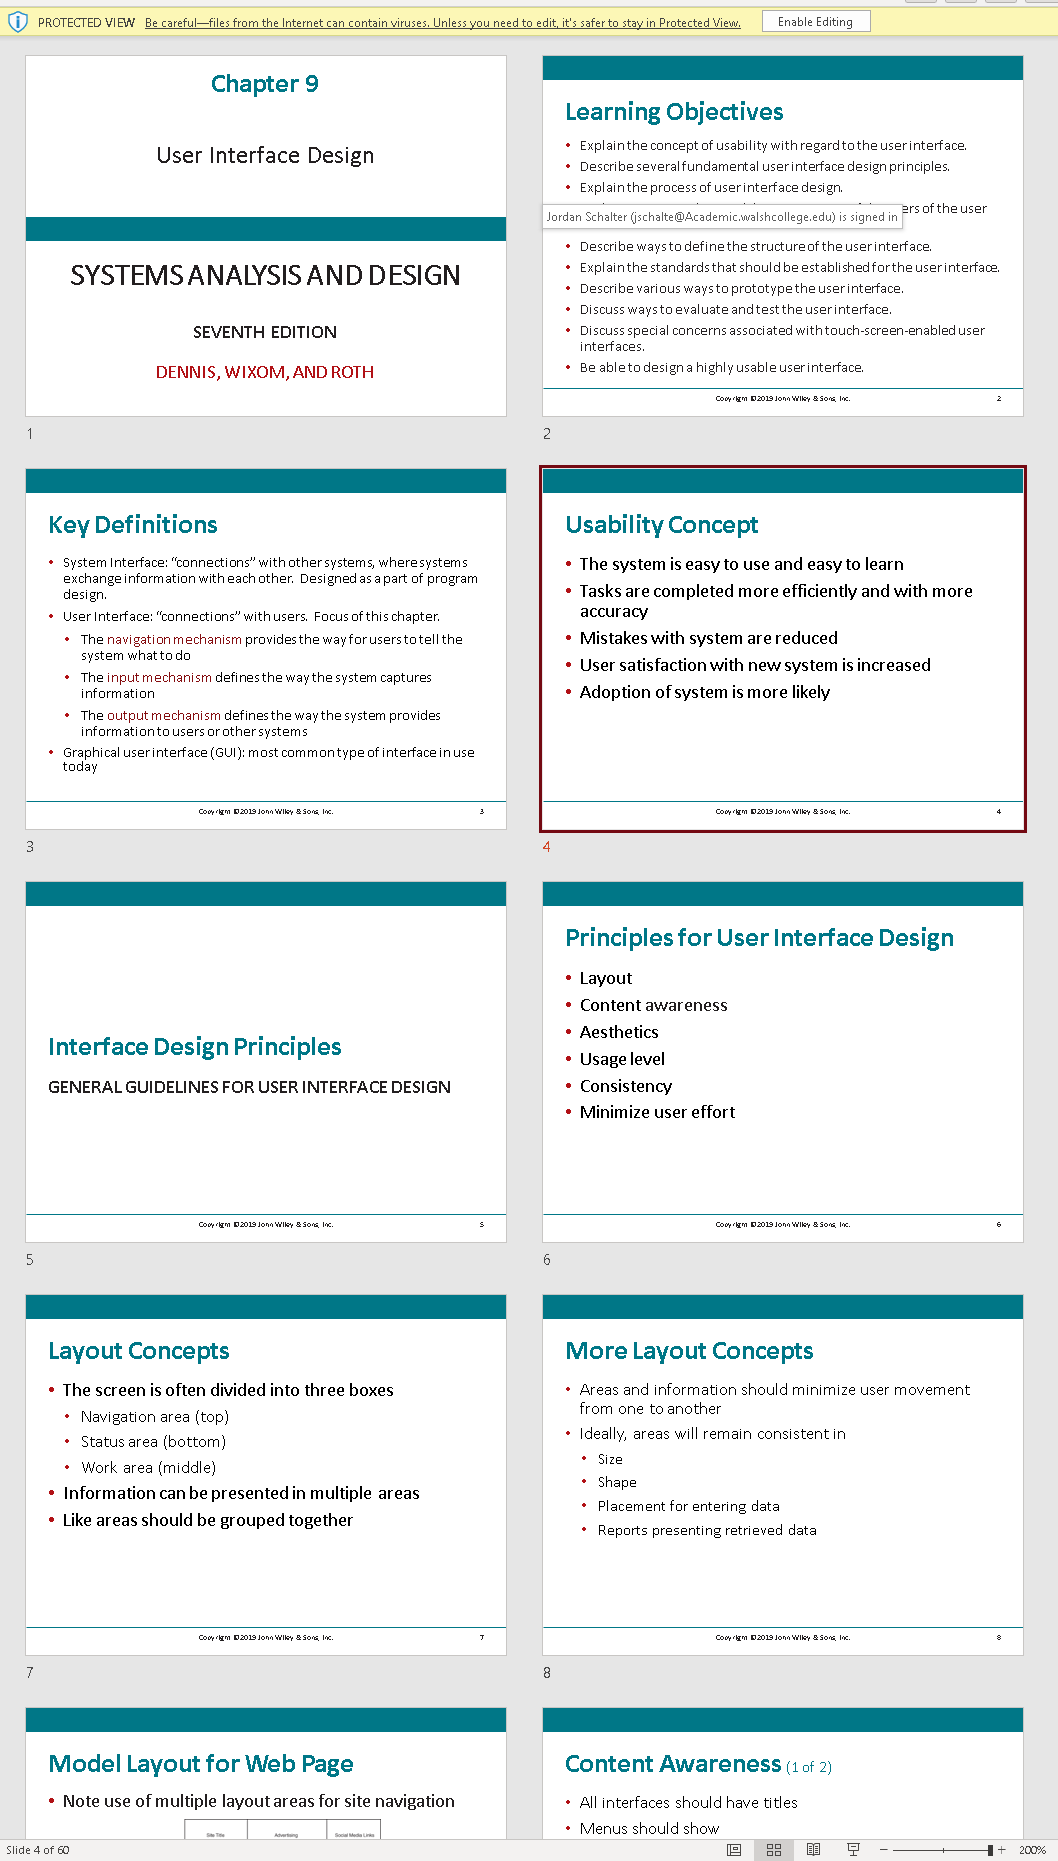 PROTECTED VIEW Be careful—files from the Internet can contain viruses. Unless you need to edit, it's safer to stay in Protected View. Enable Editing
Chapter 9
User Interface Design
SYSTEMS ANALYSIS AND DESIGN
SEVENTH EDITION
DENNIS, WIXOM, AND ROTH
1
Learning Objectives
• Explain the concept of usability with regard to the user interface.
• Describe several fundamental user interface design principles.
• Explain the process of user interface design.
of the user
Jordan Schalter (jschalte@Academic.walshcollege.edu) is signed in
• Describe ways to define the structure of the user interface.
• Explain the standards that should be established for the user interface.
• Describe various ways to prototype the user interface.
• Discuss ways to evaluate and test the user interface.
• Discuss special concerns associated with touch-screen-enabled user
interfaces.
• Be able to design a highly usable user interface.
Copyright ©2019 John Wiley & Sons, Inc. 2
2
Key Definitions
• System Interface: “connections” with other systems, where systems
exchange information with each other. Designed as a part of program
design.
• User Interface: “connections” with users. Focus of this chapter.
• The navigation mechanism provides the way for users to tell the
system what to do
• The input mechanism defines the way the system captures
information
• The output mechanism defines the way the system provides
information to users or other systems
• Graphical user interface (GUI): most common type of interface in use
today
Copyright ©2019 John Wiley & Sons, Inc. 3
3
Usability Concept
• The system is easy to use and easy to learn
• Tasks are completed more efficiently and with more
accuracy
• Mistakes with system are reduced
• User satisfaction with new system is increased
• Adoption of system is more likely
Copyright ©2019 John Wiley & Sons, Inc. 4
4
Interface Design Principles
GENERAL GUIDELINES FOR USER INTERFACE DESIGN
Copyright ©2019 John Wiley & Sons, Inc. 5
5
Principles for User Interface Design
• Layout
• Content awareness
• Aesthetics
• Usage level
• Consistency
• Minimize user effort
Copyright ©2019 John Wiley & Sons, Inc. 6
6
Layout Concepts
• The screen is often divided into three boxes
• Navigation area (top)
• Status area (bottom)
• Work area (middle)
• Information can be presented in multiple areas
• Like areas should be grouped together
Copyright ©2019 John Wiley & Sons, Inc. 7
7
More Layout Concepts
• Areas and information should minimize user movement
from one to another
• Ideally, areas will remain consistent in
• Size
• Shape
• Placement for entering data
• Reports presenting retrieved data
Copyright ©2019 John Wiley & Sons, Inc. 8
8
Model Layout for Web Page
• Note use of multiple layout areas for site navigation
Site Title Advertising Social Media Links
Content Awareness (1 of 2)
• All interfaces should have titles
• Menus should show
Slide 4 of 60 200%